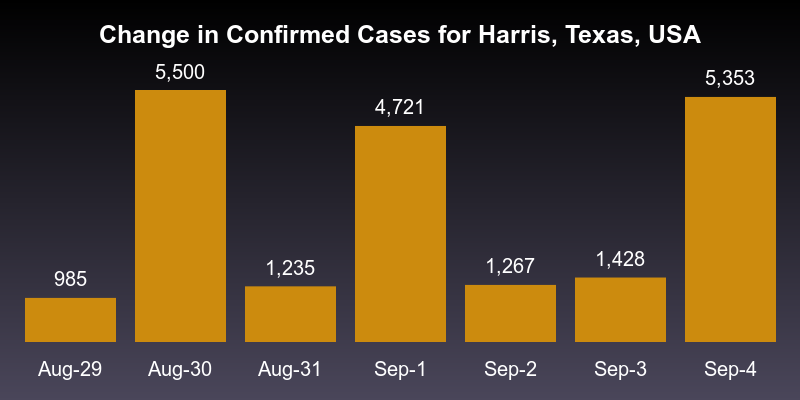 Change in Confirmed Cases for Harris, Texas, USA
985
5,500
1,235
4,721
1,267
1,428
5,353
Aug-29
Aug-30
Aug-31
Sep-1
Sep-2
Sep-3
Sep-4